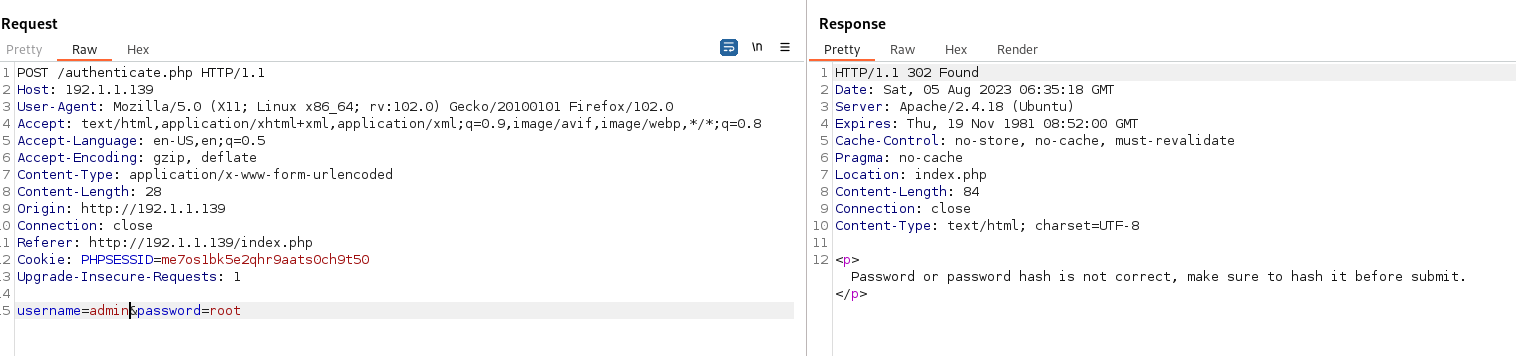 Request
Pretty Raw Hex \n
1 POST /authenticate.php HTTP/1.1
2 Host: 192.1.1.139
3 User-Agent: Mozilla/5.0 (X11; Linux x86_64; rv:102.0) Gecko/20100101 Firefox/102.0
4 Accept: text/html,application/xhtml+xml,application/xml;q=0.9,image/avif,image/webp,*/*;q=0.8
5 Accept-Language: en-US,en;q=0.5
6 Accept-Encoding: gzip, deflate
7 Content-Type: application/x-www-form-urlencoded
8 Content-Length: 28
9 Origin: http://192.1.1.139
0 Connection: close
1 Referer: http://192.1.1.139/index.php
2 Cookie: PHPSESSID=me7os1bk5e2qhr9aats0ch9t50
3 Upgrade-Insecure-Requests: 1
4
5 username=admin&password=root
Response
Pretty Raw Hex Render
1 HTTP/1.1 302 Found
2 Date: Sat, 05 Aug 2023 06:35:18 GMT
3 Server: Apache/2.4.18 (Ubuntu)
4 Expires: Thu, 19 Nov 1981 08:52:00 GMT
5 Cache-Control: no-store, no-cache, must-revalidate
6 Pragma: no-cache
7 Location: index.php
8 Content-Length: 84
9 Connection: close
10 Content-Type: text/html; charset=UTF-8
11
12 <p>
Password or password hash is not correct, make sure to hash it before submit.
</p>